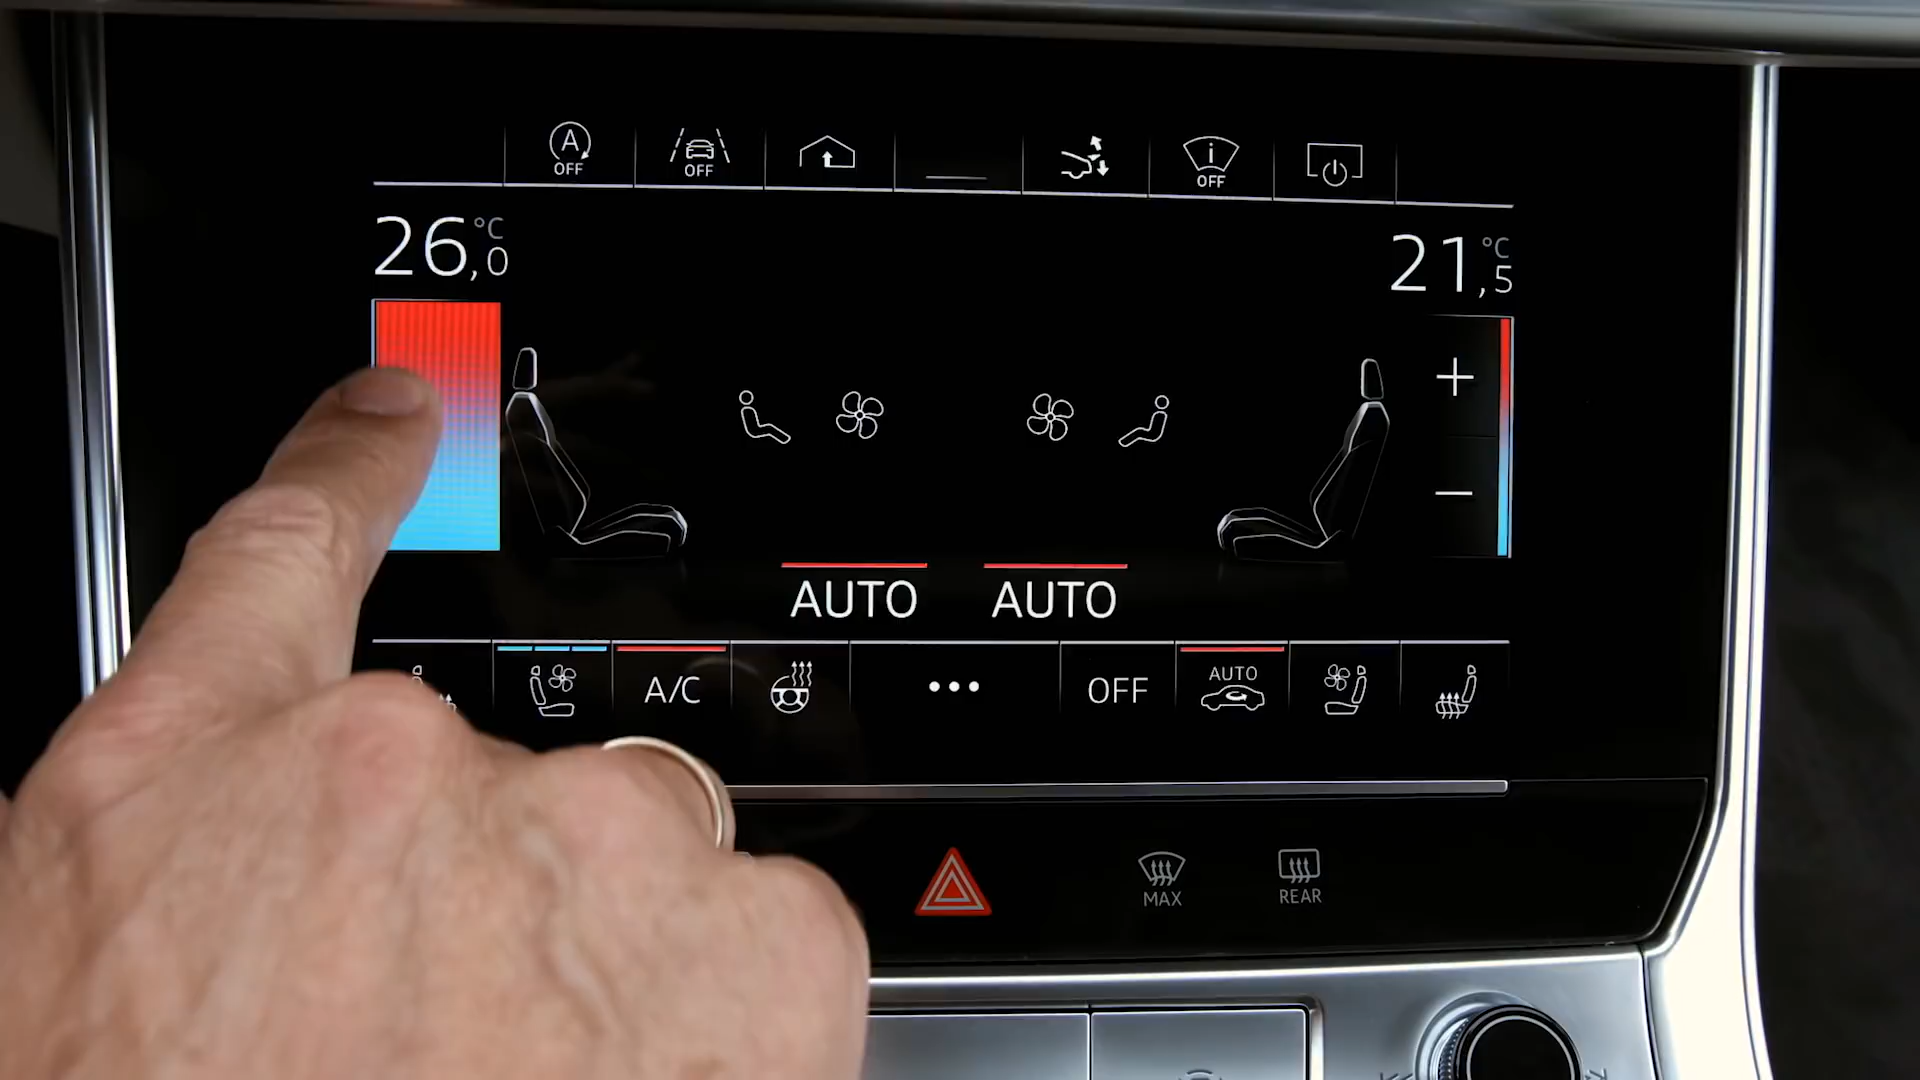 A
OFF
OFF
i
OFF
26,0 °C
21,5 °C
AUTO AUTO
A/C
OFF
AUTO
MAX
REAR